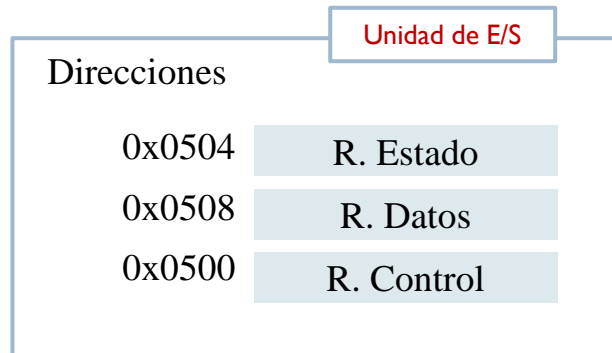 Unidad de E/S
Direcciones
0x0504 R. Estado
0x0508 R. Datos
0x0500 R. Control